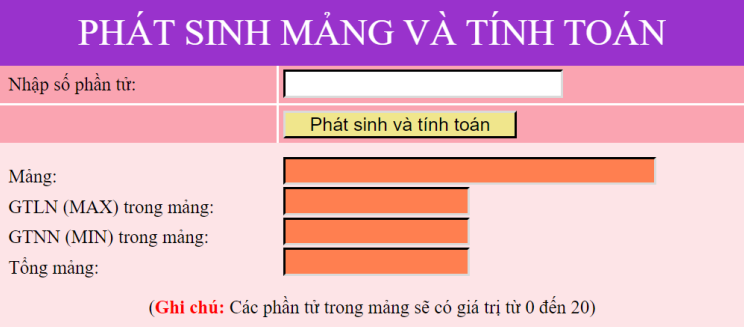 PHÁT SINH MẢNG VÀ TÍNH TOÁN
Nhập số phần tử:
Phát sinh và tính toán
Mảng:
GTLN (MAX) trong mảng:
GTNN (MIN) trong mảng:
Tổng mảng:
(Ghi chú: Các phần tử trong mảng sẽ có giá trị từ 0 đến 20)